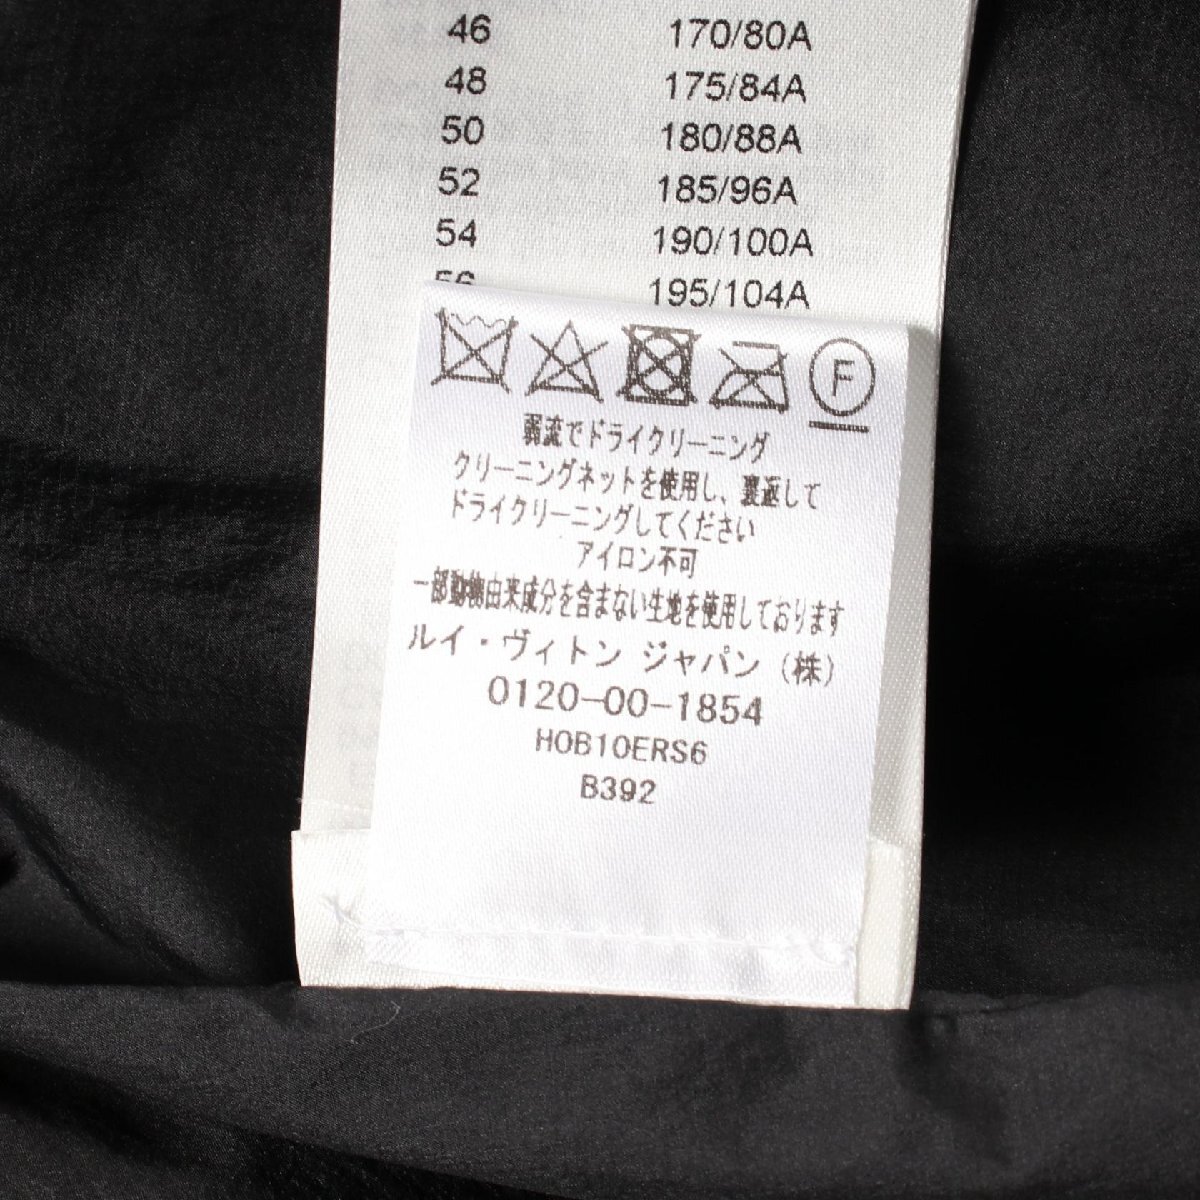 46 170/80A
48 175/84A
50 180/88A
52 185/96A
54 190/100A
56 195/104A
F
弱流でドライクリーニング
クリーニングネットを使用し、裏返して
ドライクリーニングしてください
アイロン不可
一部動物由来成分を含まない生地を使用しております
ルイ・ヴィトン ジャパン (株)
0120-00-1854
H0B10ERS6
B392